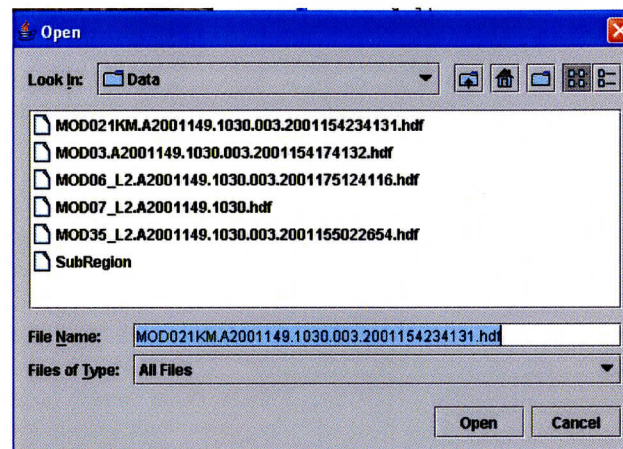 Open
Look In: Data
MOD021KM.A2001149.1030.003.2001154234131.hdf
MOD03.A2001149.1030.003.2001154174132.hdf
MOD06_L2.A2001149.1030.003.2001175124116.hdf
MOD07_L2.A2001149.1030.hdf
MOD35_L2.A2001149.1030.003.2001155022654.hdf
SubRegion
File Name: MOD021KM.A2001149.1030.003.2001154234131.hdf
Files of Type: All Files
Open Cancel